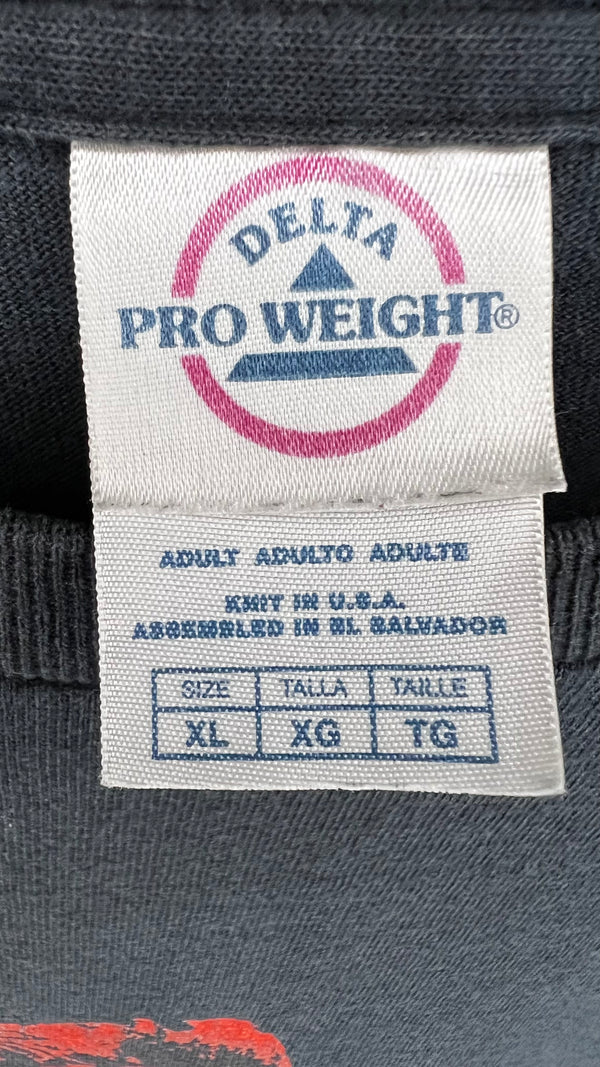 DELTA
PRO WEIGHT®
ADULT ADULTO ADULTE
KNIT IN U.S.A.
ASSEMBLED IN EL SALVADOR
SIZE TALLA TAILLE
XL XG TG